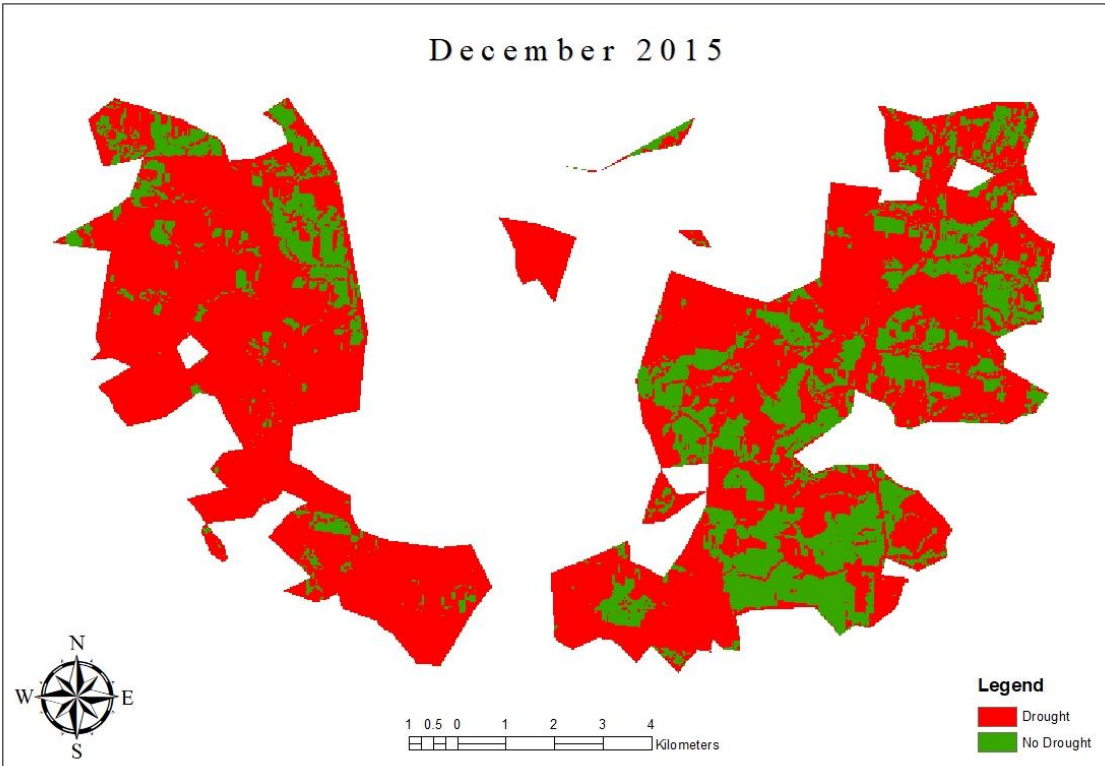 December 2015
N
W E
S
1 0.5 0 1 2 3 4
Kilometers
Legend
Drought
No Drought